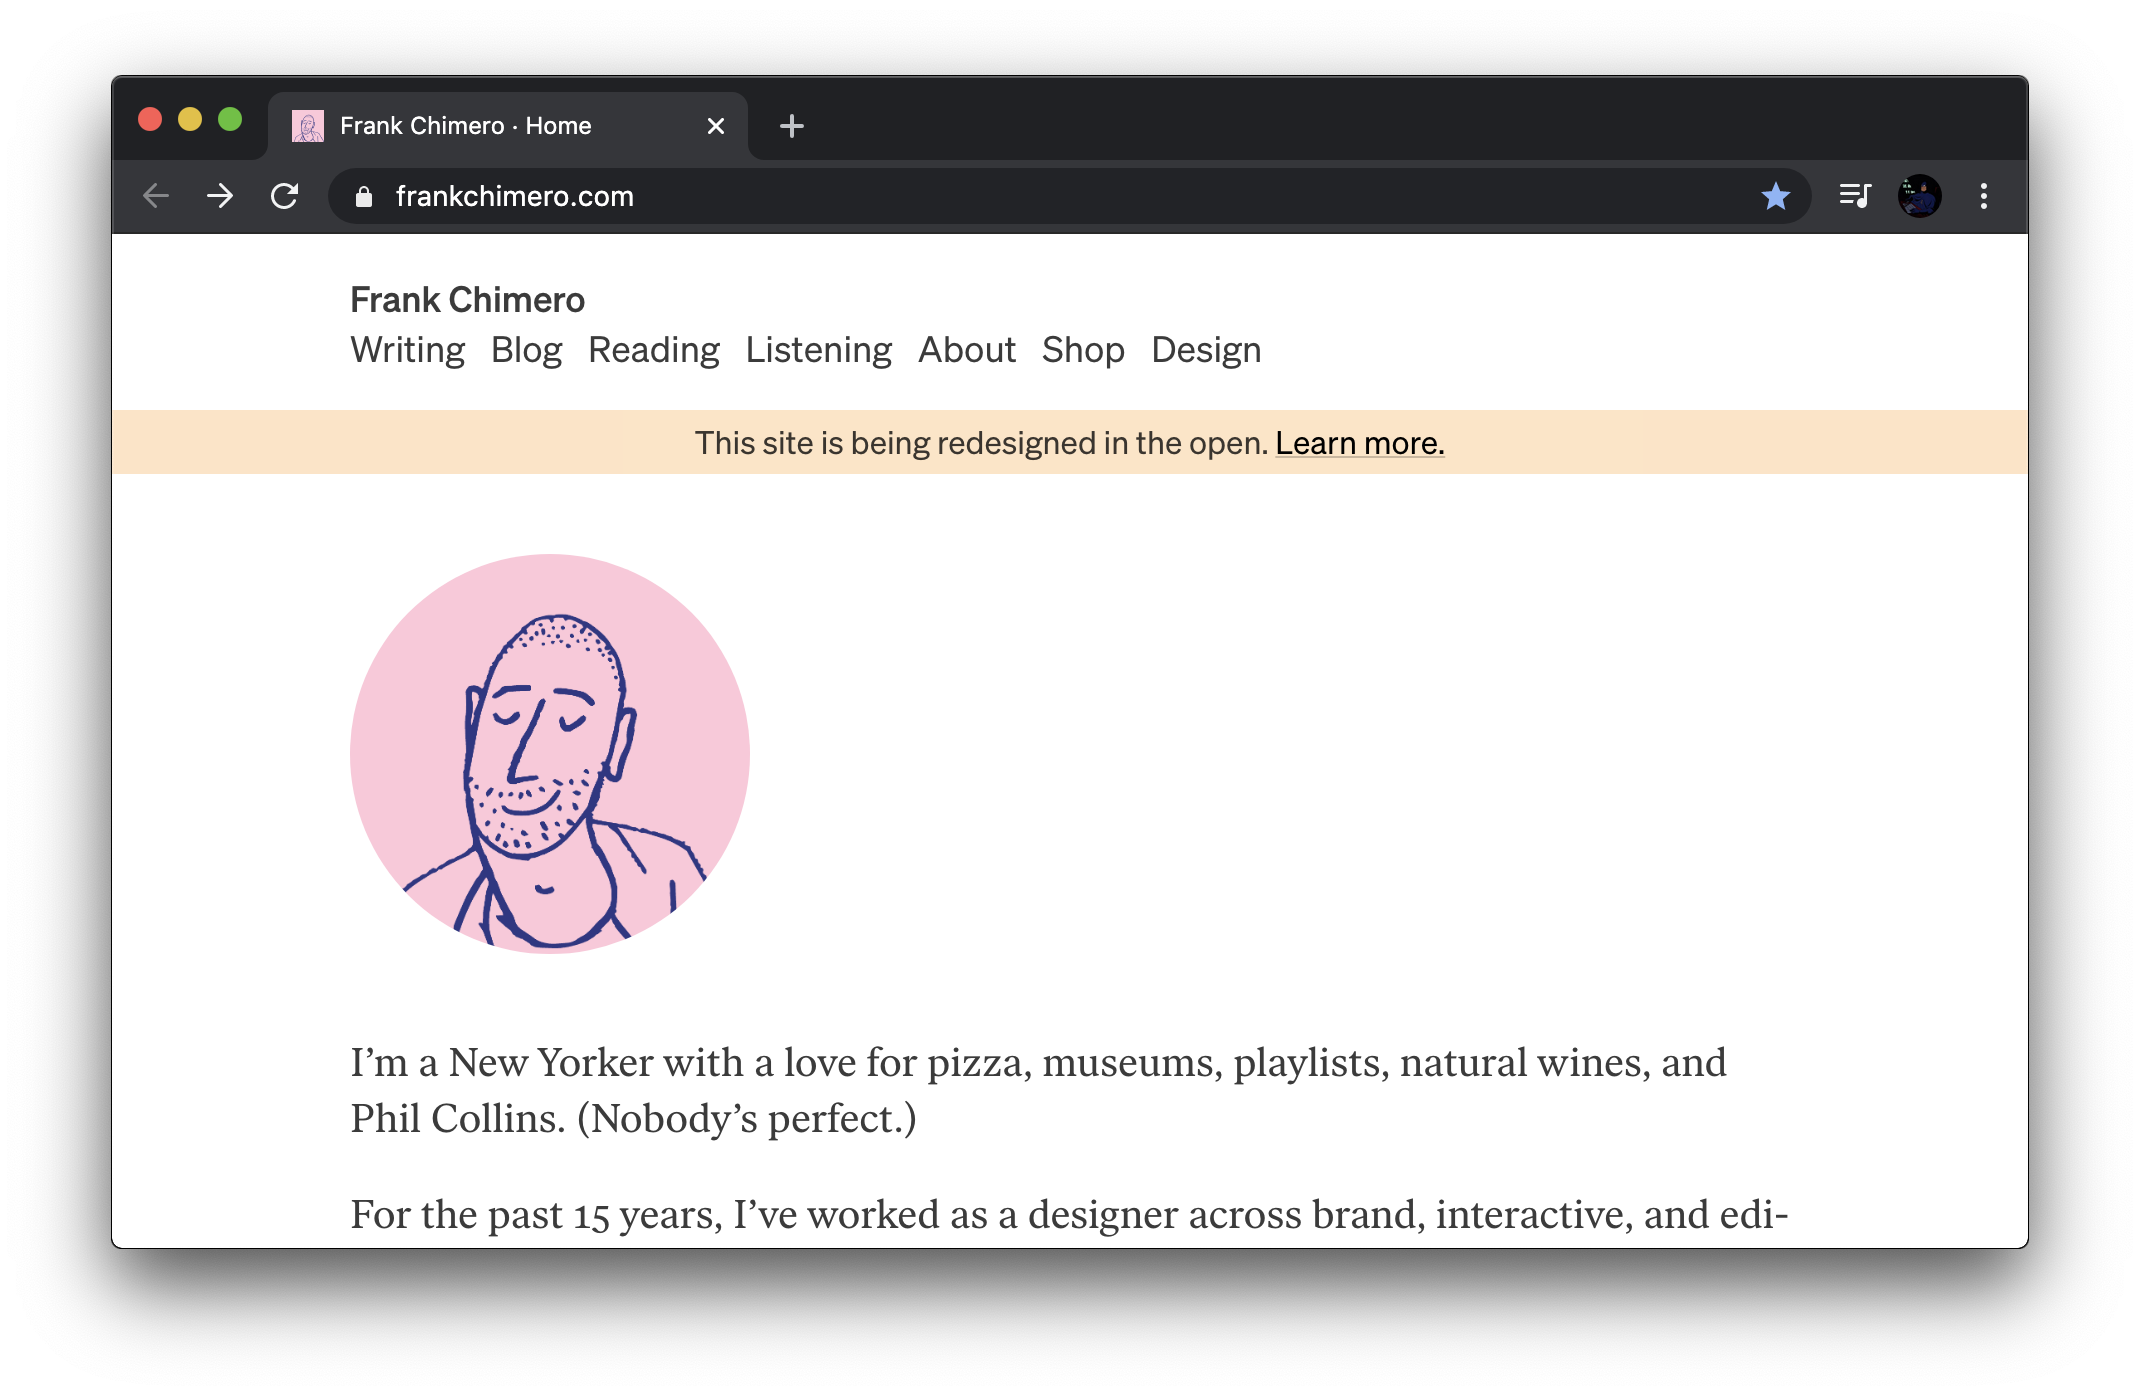 Frank Chimero · Home
frankchimero.com
Frank Chimero
Writing Blog Reading Listening About Shop Design
This site is being redesigned in the open. Learn more.
I’m a New Yorker with a love for pizza, museums, playlists, natural wines, and
Phil Collins. (Nobody’s perfect.)
For the past 15 years, I’ve worked as a designer across brand, interactive, and edi-